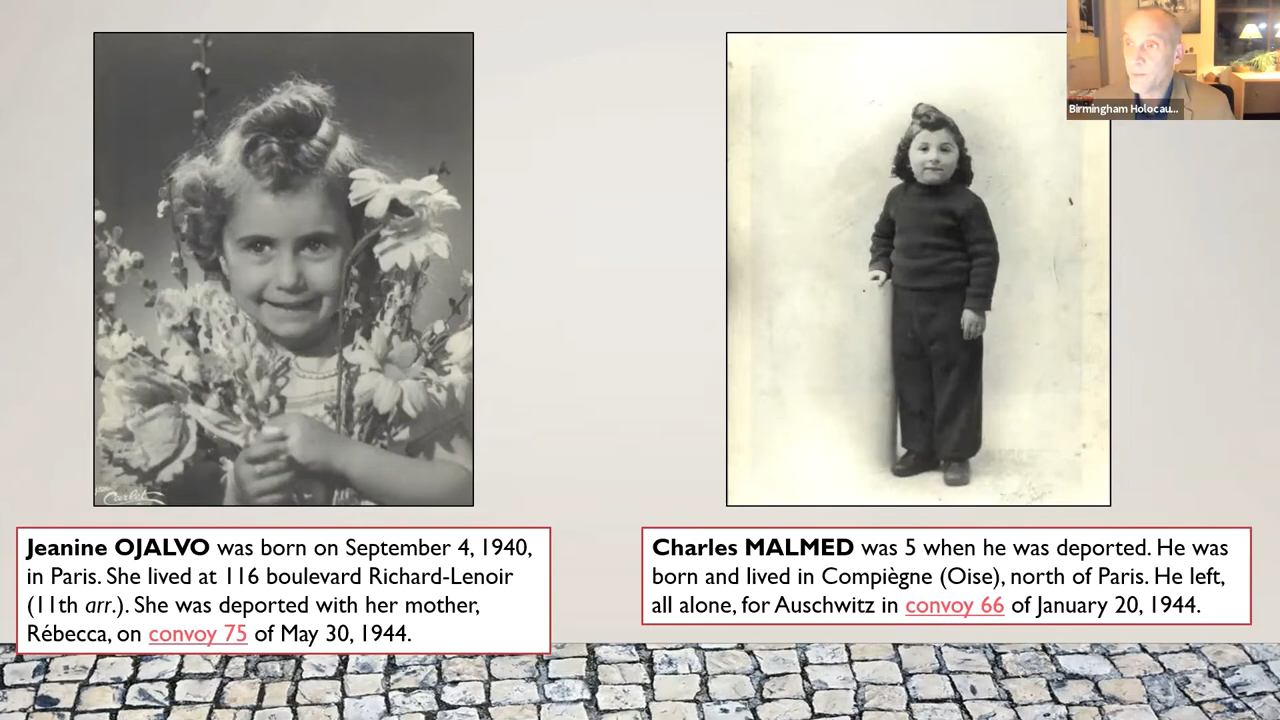 Birmingham Holocau...
Carlet
Jeanine OJALVO was born on September 4, 1940,
in Paris. She lived at 116 boulevard Richard-Lenoir
(11th arr.). She was deported with her mother,
Rébecca, on convoy 75 of May 30, 1944.
Charles MALMED was 5 when he was deported. He was
born and lived in Compiègne (Oise), north of Paris. He left,
all alone, for Auschwitz in convoy 66 of January 20, 1944.